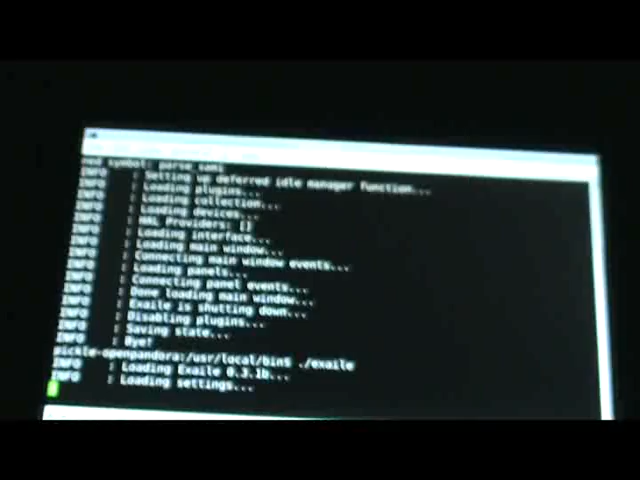 ned symbol: parse_same
INFO : Setting up deferred idle manager function...
INFO : Loading plugins...
INFO : Loading collection...
INFO : Loading devices...
INFO : HAL Providers: []
INFO : Loading interface...
INFO : Loading main window...
INFO : Connecting main window events...
INFO : Loading panels...
INFO : Connecting panel events...
INFO : Done loading main window...
INFO : Exaile is shutting down...
INFO : Disabling plugins...
INFO : Saving state...
INFO : Bye!
pickle-openpandora:/usr/local/bin$ ./exaile
INFO : Loading Exaile 0.3.1b...
INFO : Loading settings...